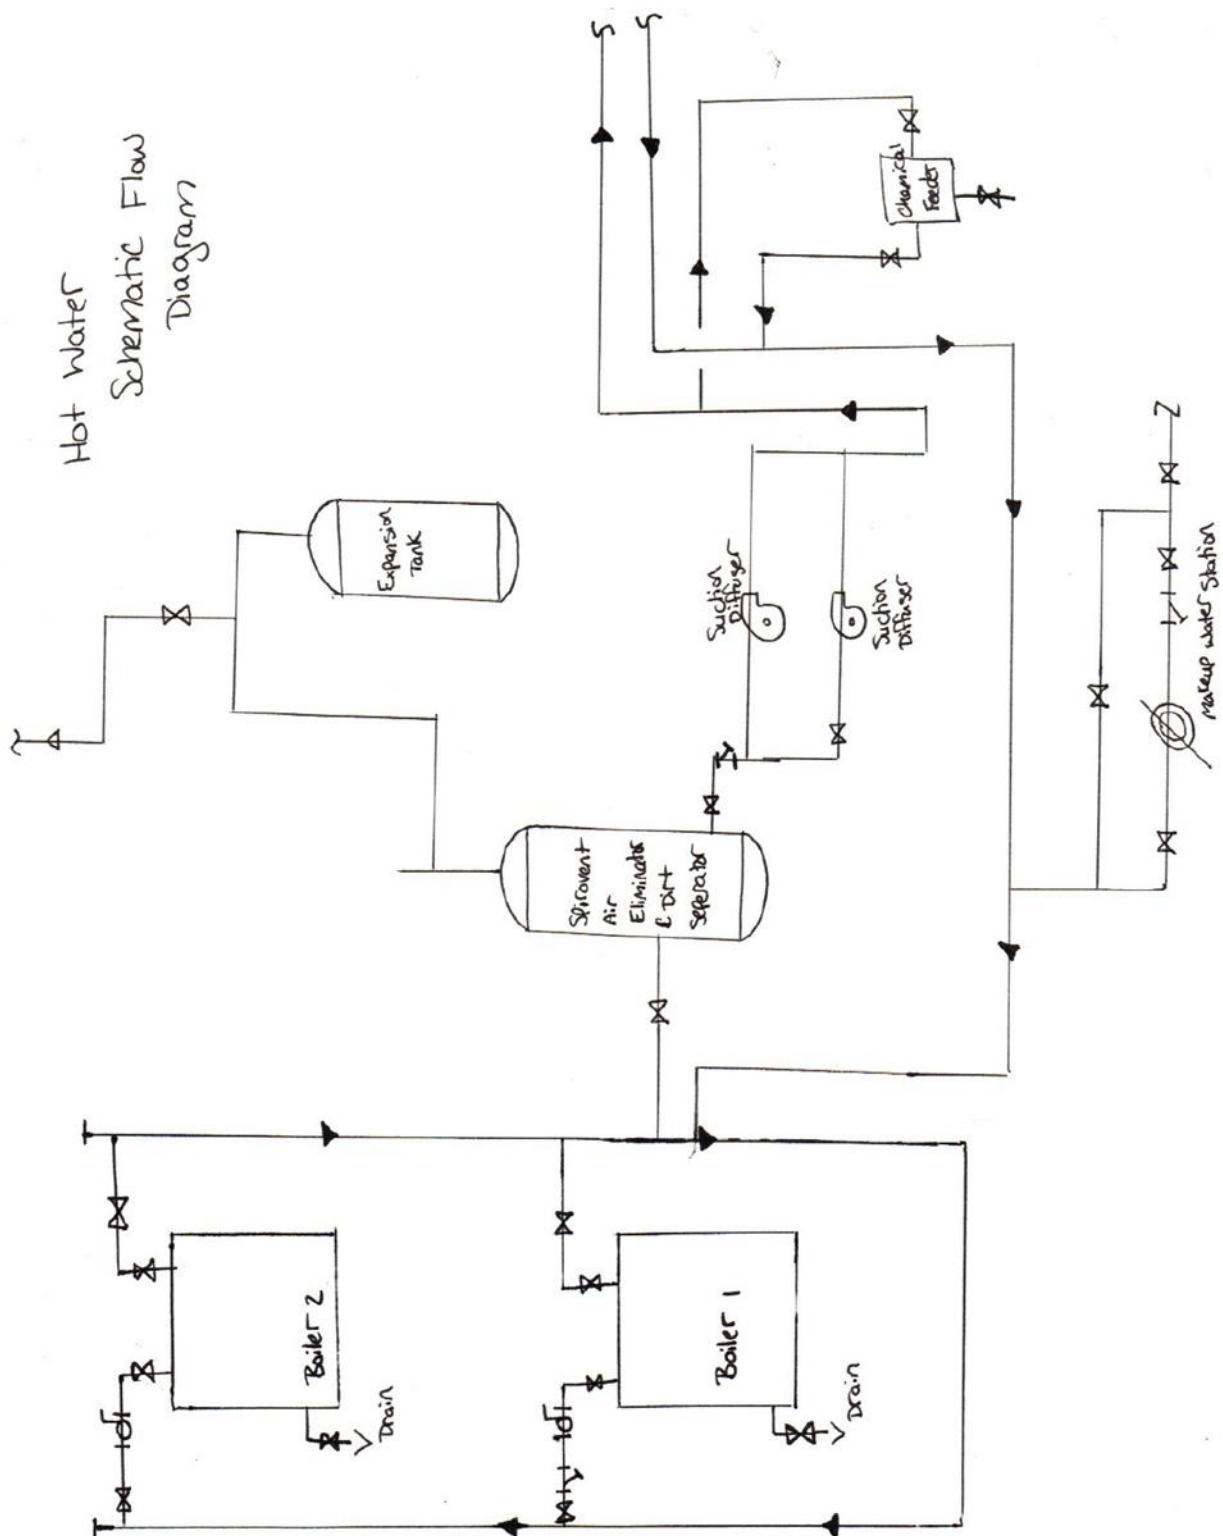 Hot Water
Schematic Flow
Diagram
Expansion
Tank
Chemical
Feeder
Suction
Diffuser
Suction
Diffuser
Spirovent
Air
Eliminator
& Dirt
Seperator
Makeup Water Station
Boiler 2
Drain
Boiler 1
Drain